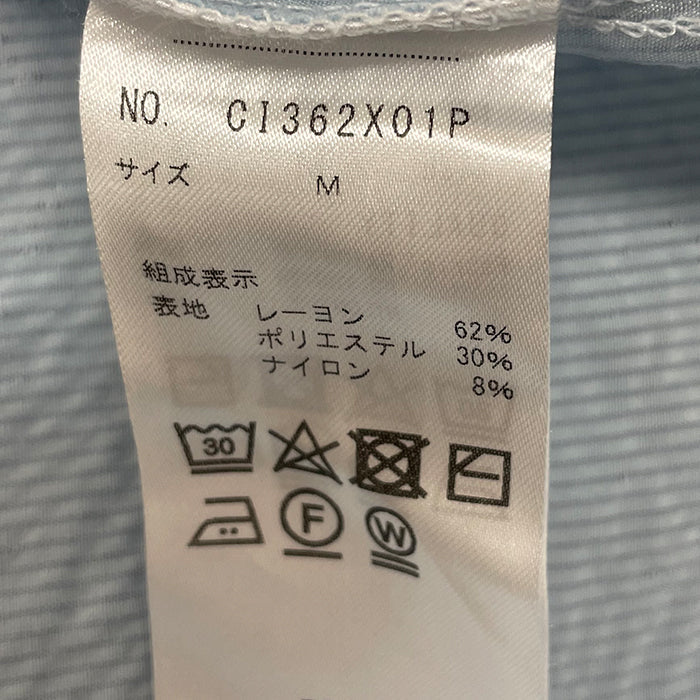 NO. CI362X01P
サイズ M
組成表示
表地 レーヨン 62%
ポリエステル 30%
ナイロン 8%
30
F
W